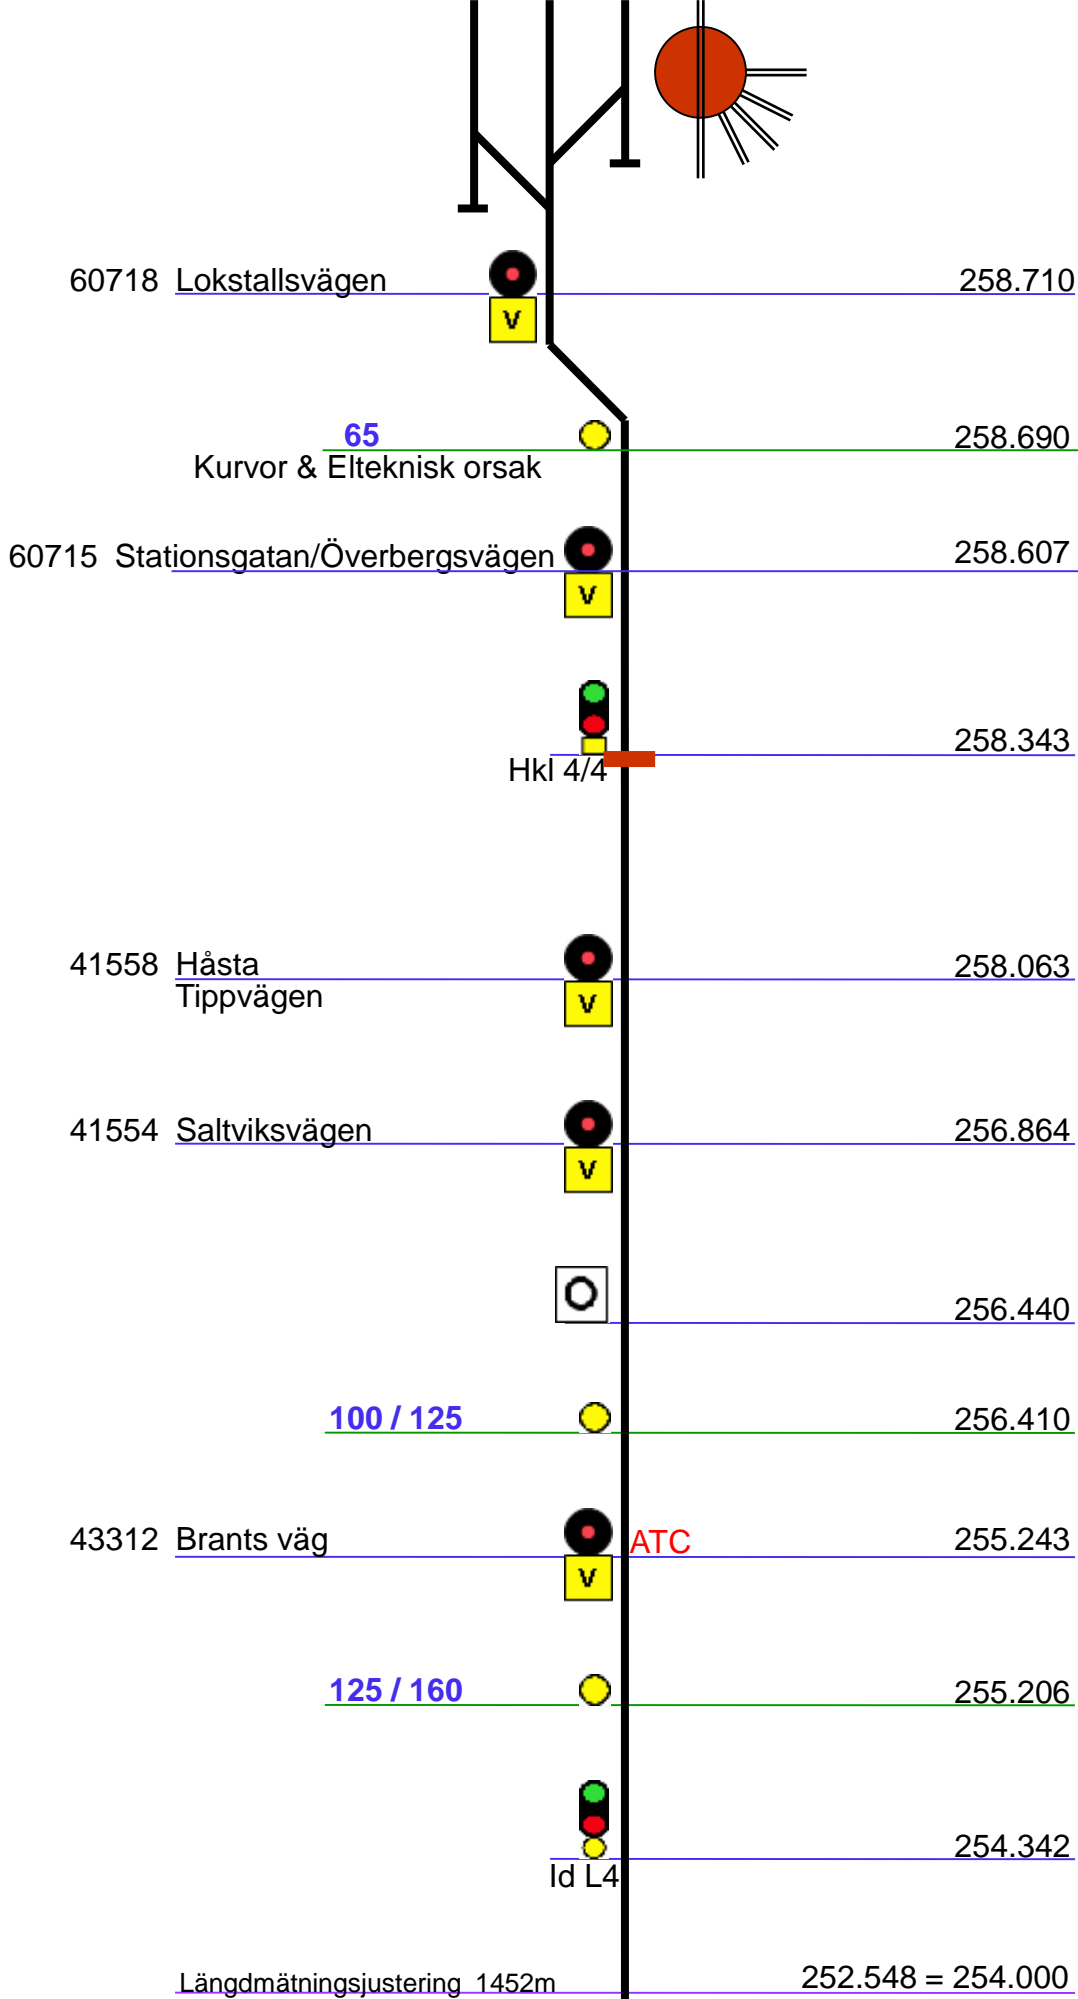 60718 Lokstallsvägen 258.710
V
65 258.690
Kurvor & Elteknisk orsak
60715 Stationsgatan/Överbergsvägen 258.607
V
258.343
Hkl 4/4
41558 Håsta 258.063
Tippvägen V
41554 Saltviksvägen 256.864
V
O 256.440
100 / 125 256.410
43312 Brants väg ATC 255.243
V
125 / 160 255.206
254.342
Id L4
Längdmätningsjustering 1452m 252.548 = 254.000